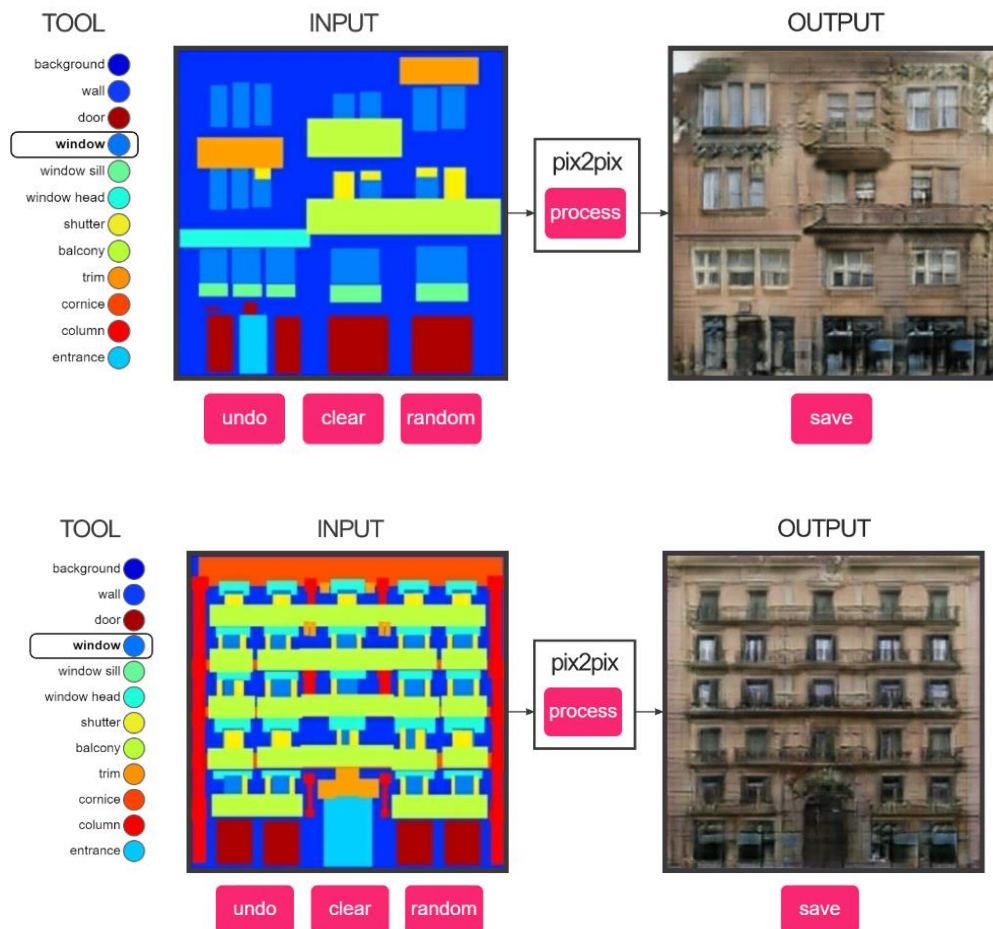 TOOL
INPUT
OUTPUT
background
wall
door
window
window sill
window head
shutter
balcony
trim
cornice
column
entrance
pix2pix
process
undo
clear
random
save
TOOL
INPUT
OUTPUT
background
wall
door
window
window sill
window head
shutter
balcony
trim
cornice
column
entrance
pix2pix
process
undo
clear
random
save